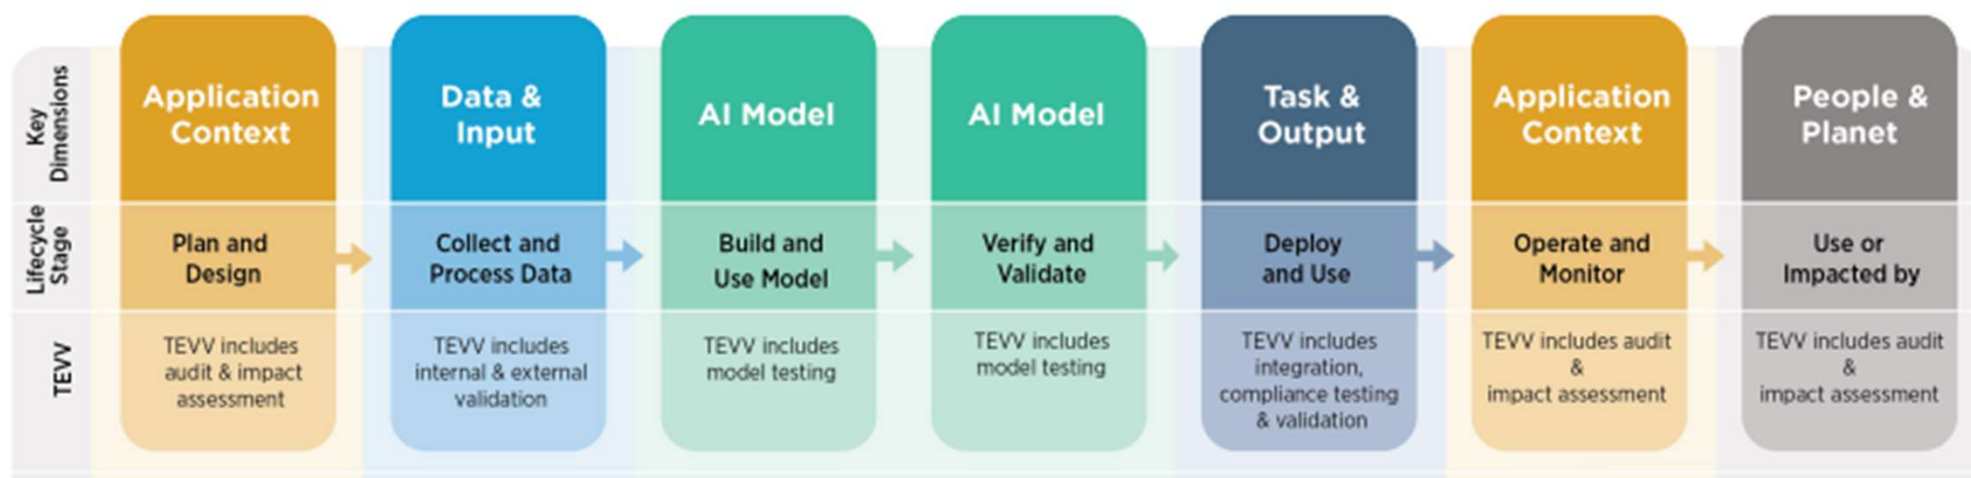 Key
Dimensions
Application
Context
Data &
Input
AI Model
AI Model
Task &
Output
Application
Context
People &
Planet
Lifecycle
Stage
Plan and
Design
Collect and
Process Data
Build and
Use Model
Verify and
Validate
Deploy
and Use
Operate and
Monitor
Use or
Impacted by
TEVV
TEVV includes
audit & impact
assessment
TEVV includes
internal & external
validation
TEVV includes
model testing
TEVV includes
model testing
TEVV includes
integration,
compliance testing
& validation
TEVV includes audit
&
impact assessment
TEVV includes audit
&
impact assessment